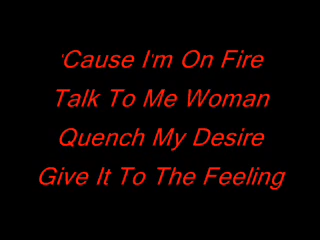 'Cause I'm On Fire
Talk To Me Woman
Quench My Desire
Give It To The Feeling